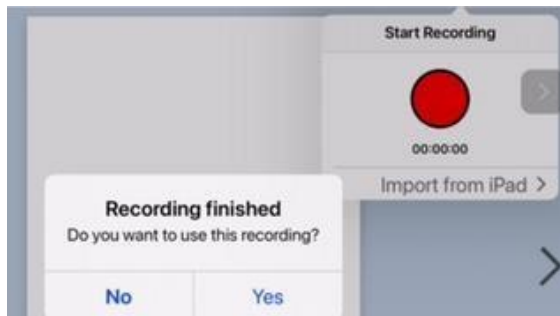 Start Recording
00:00:00
Import from iPad >
Recording finished
Do you want to use this recording?
No Yes